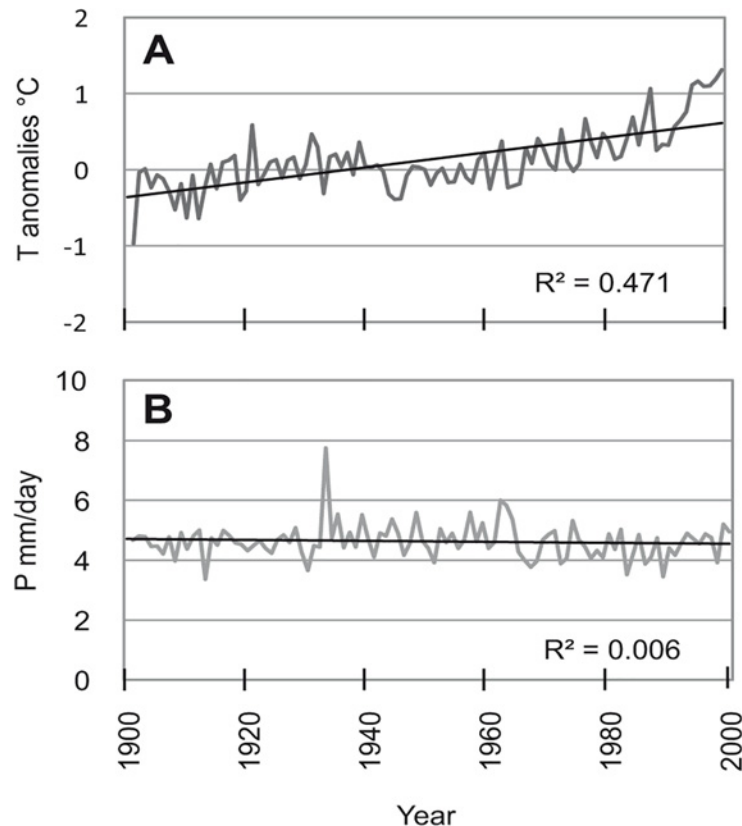 A
T anomalies °C
2
1
0
-1
-2
R² = 0.471
B
P mm/day
10
8
6
4
2
0
R² = 0.006
1900
1920
1940
1960
1980
2000
Year